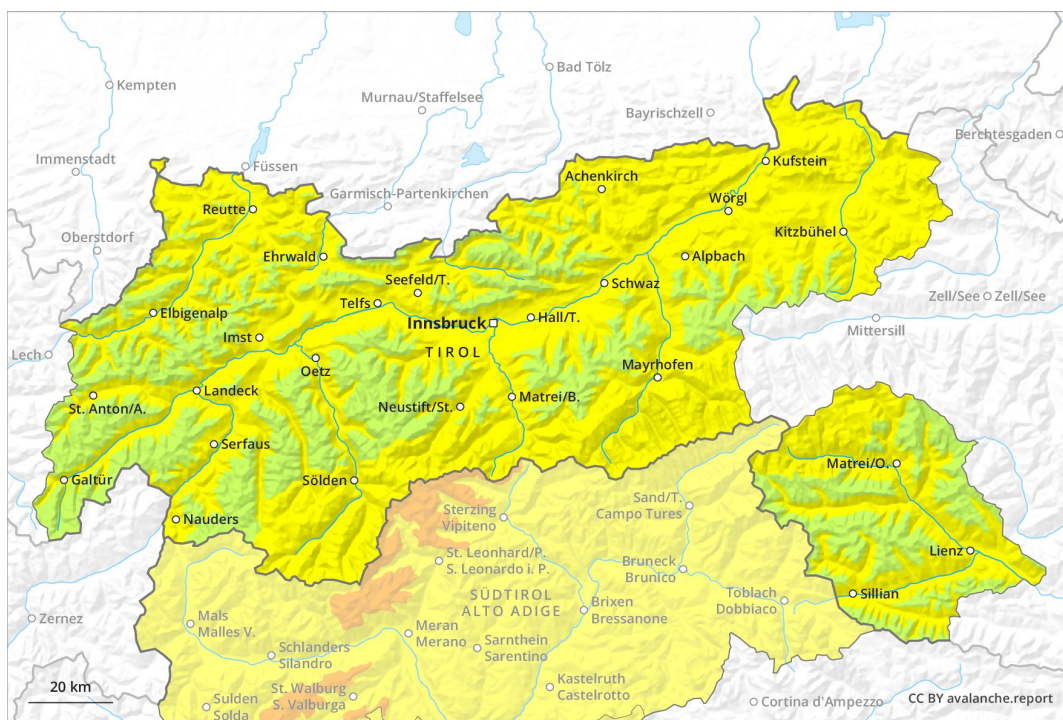 Kempten
Bad Tölz
Murnau/Staffelsee
Bayrischzell
Berchtesgaden
Immenstadt
Füssen
Garmisch-Partenkirchen
Achenkirch
Kufstein
Reutte
Wörgl
Oberstdorf
Kitzbühel
Ehrwald
Alpbach
Seefeld/T.
Schwaz
Zell/See
Zell/See
Telfs
Elbigenalp
Innsbruck
Hall/T.
Mittersill
Lech
Imst
TIROL
Oetz
Mayrhofen
Landeck
St. Anton/A.
Neustift/St.
Matrei/B.
Serfaus
Matrei/O.
Galtür
Sölden
Sand/T.
Campo Tures
Nauders
Sterzing
Vipiteno
St. Leonhard/P.
S. Leonardo i. P.
Bruneck
Brunico
Lienz
SÜDTIROL
ALTO ADIGE
Toblach
Dobbiaco
Sillian
Zernez
Mals
Malles V.
Brixen
Bressanone
Meran
Merano
Schlanders
Silandro
Sarnthein
Sarentino
20 km
St. Walburg
S. Valburga
Kastelruth
Castelrotto
Sulden
Solda
Cortina d'Ampezzo
CC BY avalanche.report